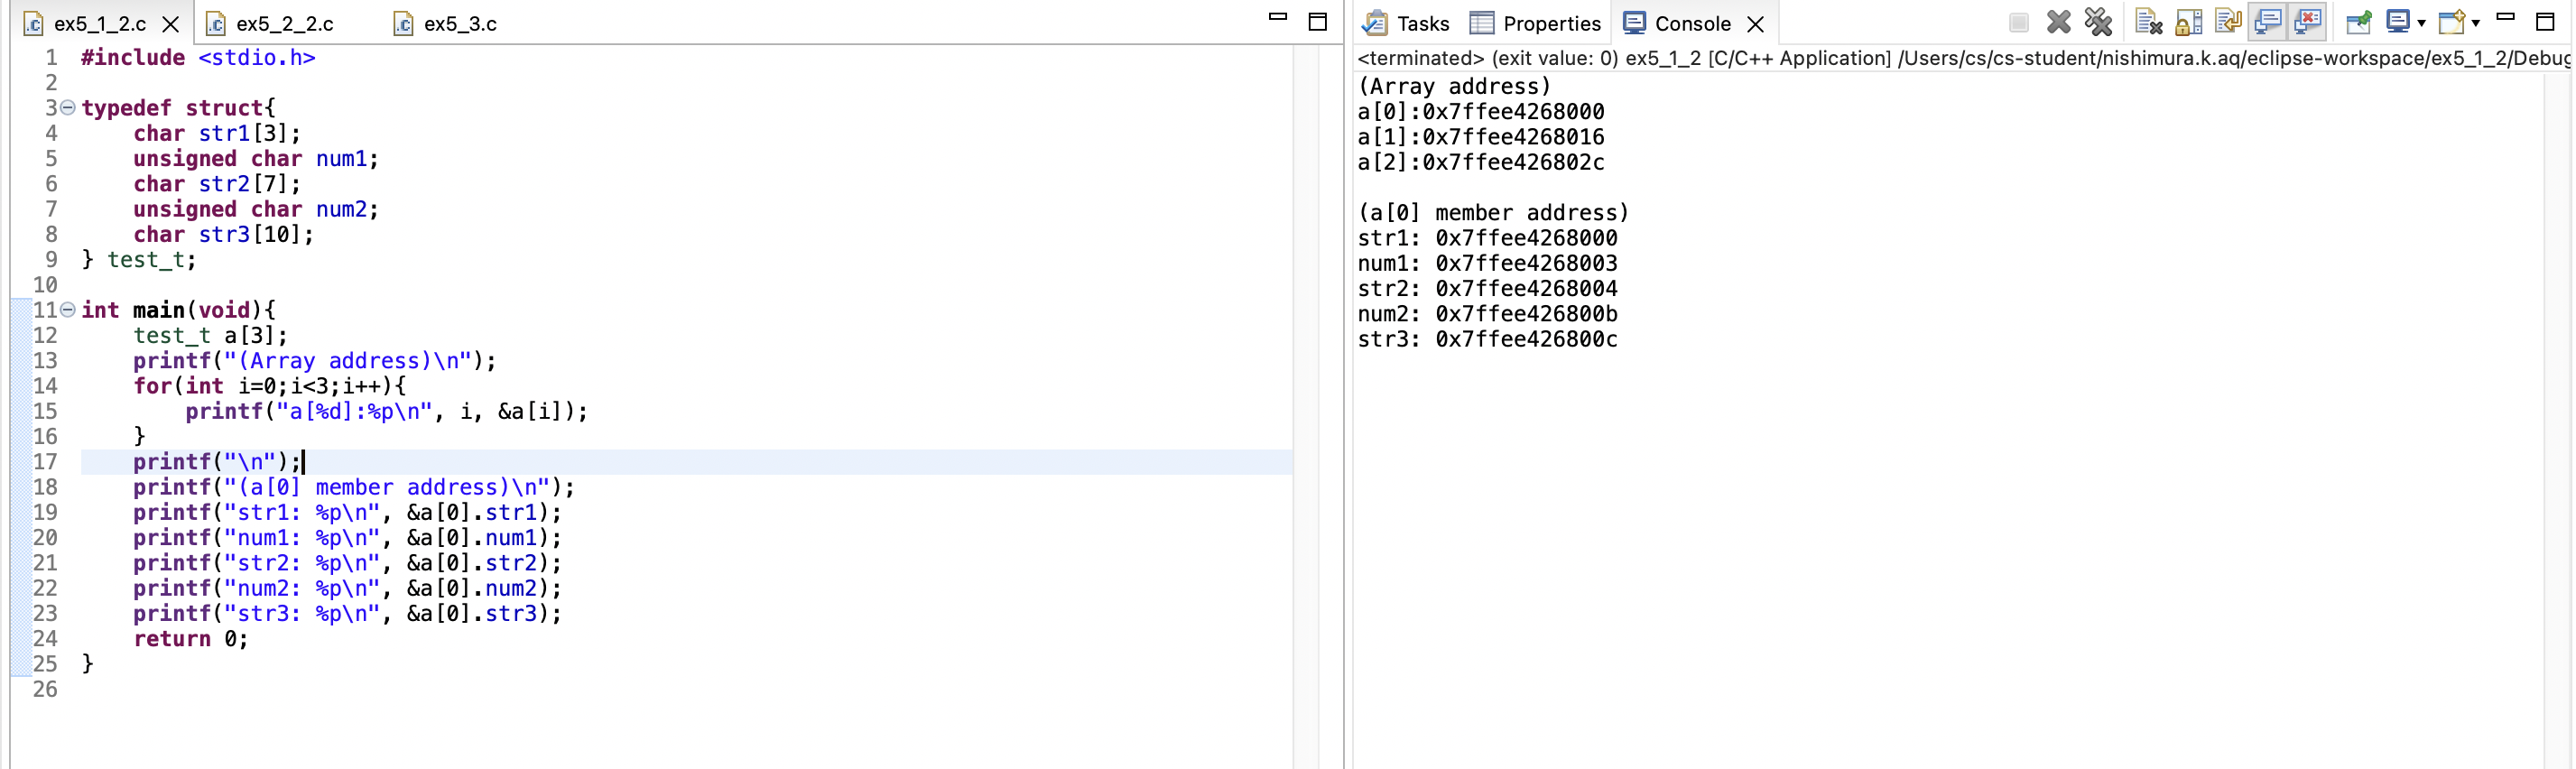 ex5_1_2.c
ex5_2_2.c
ex5_3.c
1 #include <stdio.h>
2
3 typedef struct{
4     char str1[3];
5     unsigned char num1;
6     char str2[7];
7     unsigned char num2;
8     char str3[10];
9 } test_t;
10
11 int main(void){
12     test_t a[3];
13     printf("(Array address)\n");
14     for(int i=0;i<3;i++){
15         printf("a[%d]:%p\n", i, &a[i]);
16     }
17     printf("\n");
18     printf("(a[0] member address)\n");
19     printf("str1: %p\n", &a[0].str1);
20     printf("num1: %p\n", &a[0].num1);
21     printf("str2: %p\n", &a[0].str2);
22     printf("num2: %p\n", &a[0].num2);
23     printf("str3: %p\n", &a[0].str3);
24     return 0;
25 }
26
Tasks
Properties
Console
<terminated> (exit value: 0) ex5_1_2 [C/C++ Application] /Users/cs/cs-student/nishimura.k.aq/eclipse-workspace/ex5_1_2/Debug
(Array address)
a[0]:0x7ffee4268000
a[1]:0x7ffee4268016
a[2]:0x7ffee426802c

(a[0] member address)
str1: 0x7ffee4268000
num1: 0x7ffee4268003
str2: 0x7ffee4268004
num2: 0x7ffee426800b
str3: 0x7ffee426800c